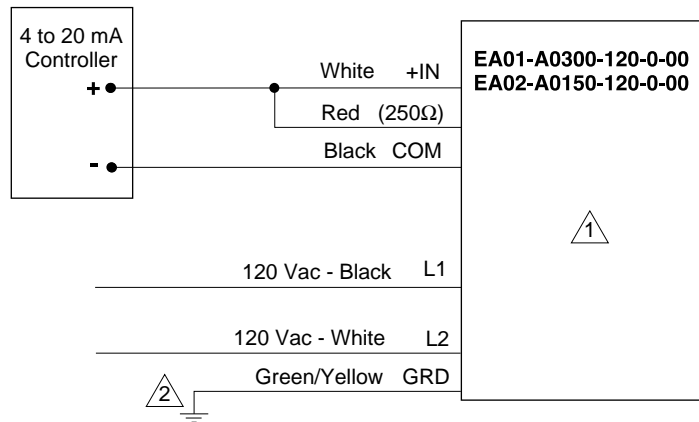 4 to 20 mA
Controller
+
-
White +IN
Red (250Ω)
Black COM
EA01-A0300-120-0-00
EA02-A0150-120-0-00
1
120 Vac - Black L1
120 Vac - White L2
2
Green/Yellow GRD